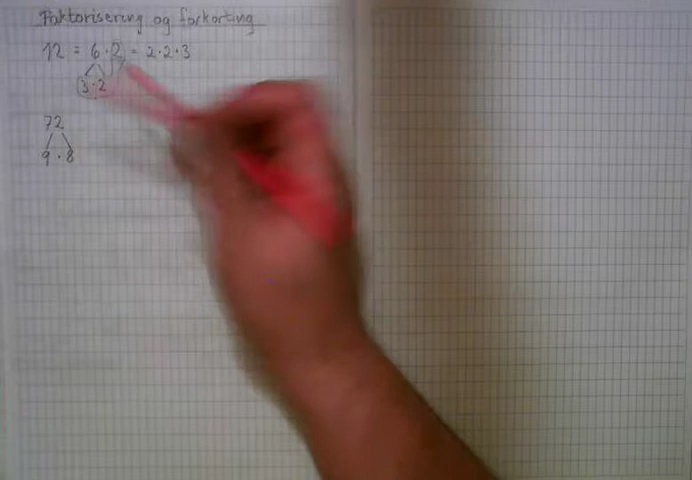 Faktorisering og forkorting
12 = 6 · 2 = 2 · 2 · 3
3 · 2
72
9 · 8